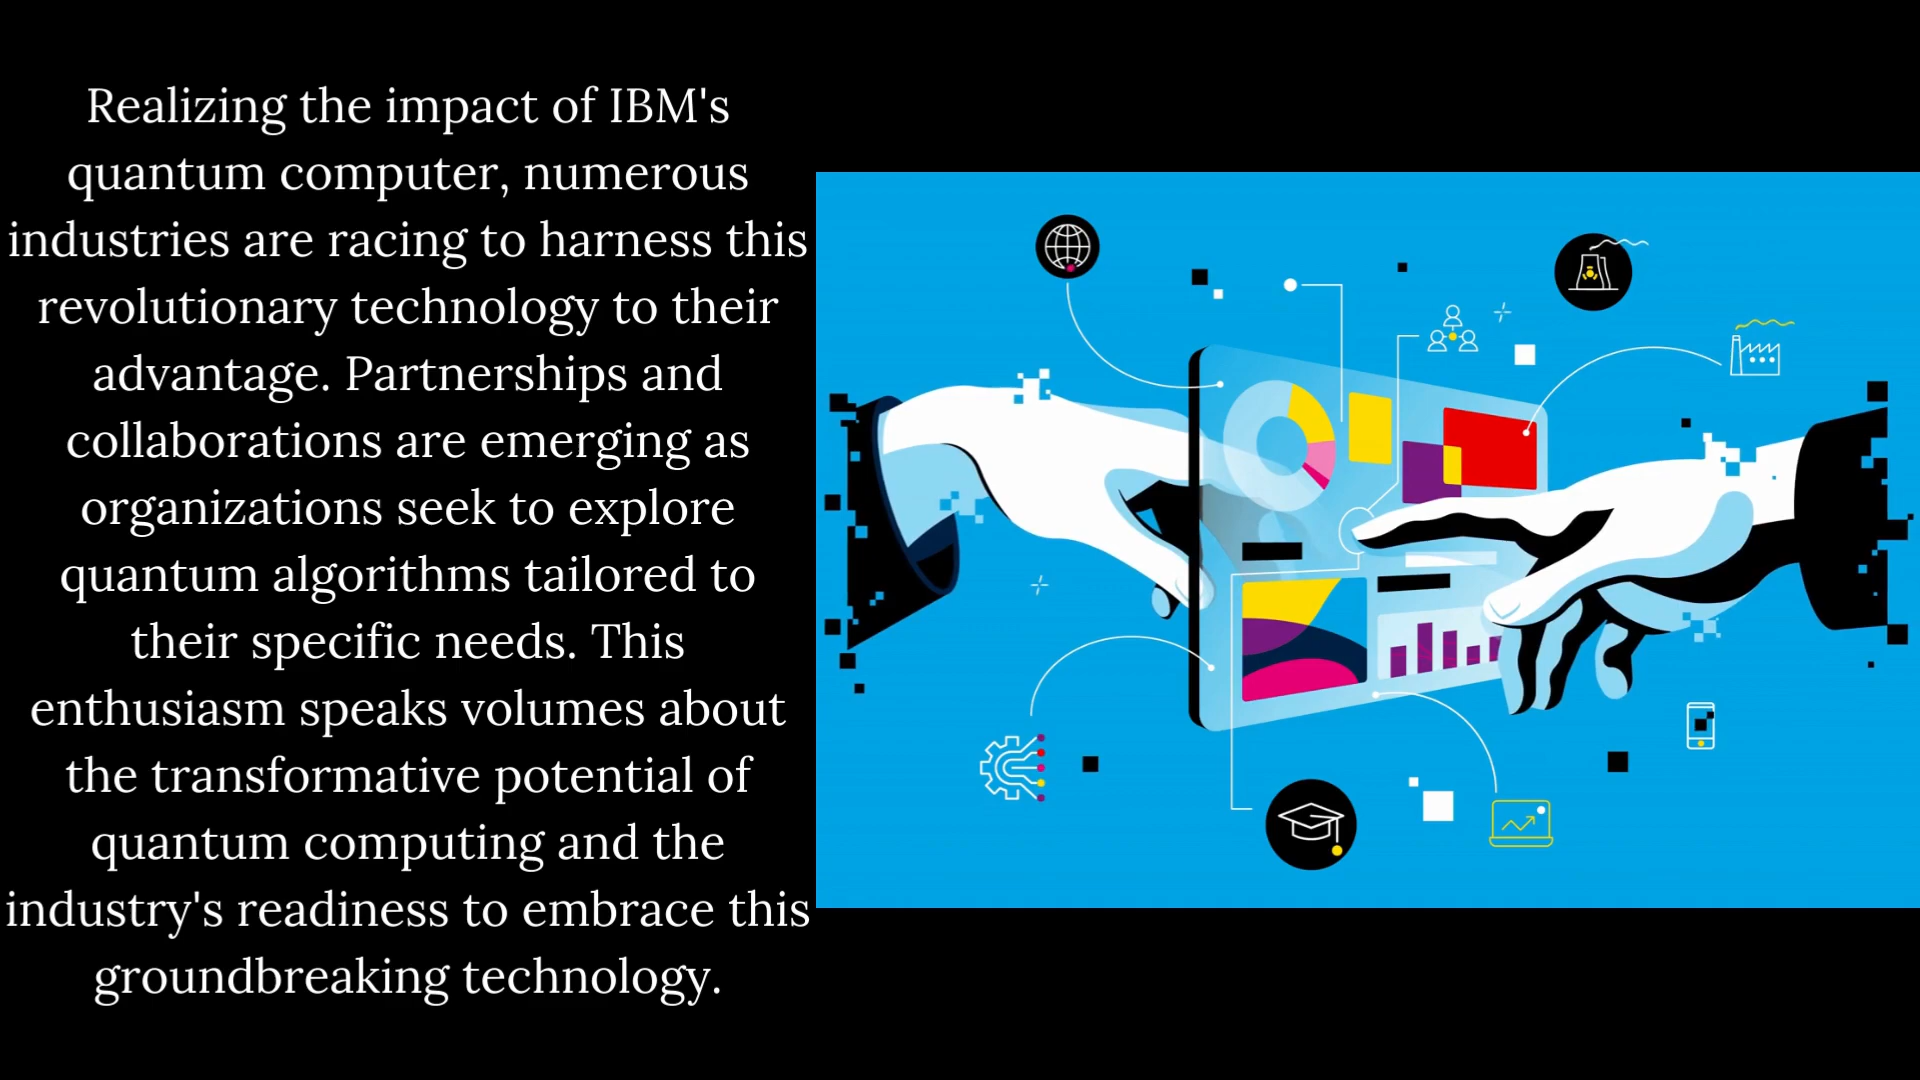 Realizing the impact of IBM's
quantum computer, numerous
industries are racing to harness this
revolutionary technology to their
advantage. Partnerships and
collaborations are emerging as
organizations seek to explore
quantum algorithms tailored to
their specific needs. This
enthusiasm speaks volumes about
the transformative potential of
quantum computing and the
industry's readiness to embrace this
groundbreaking technology.